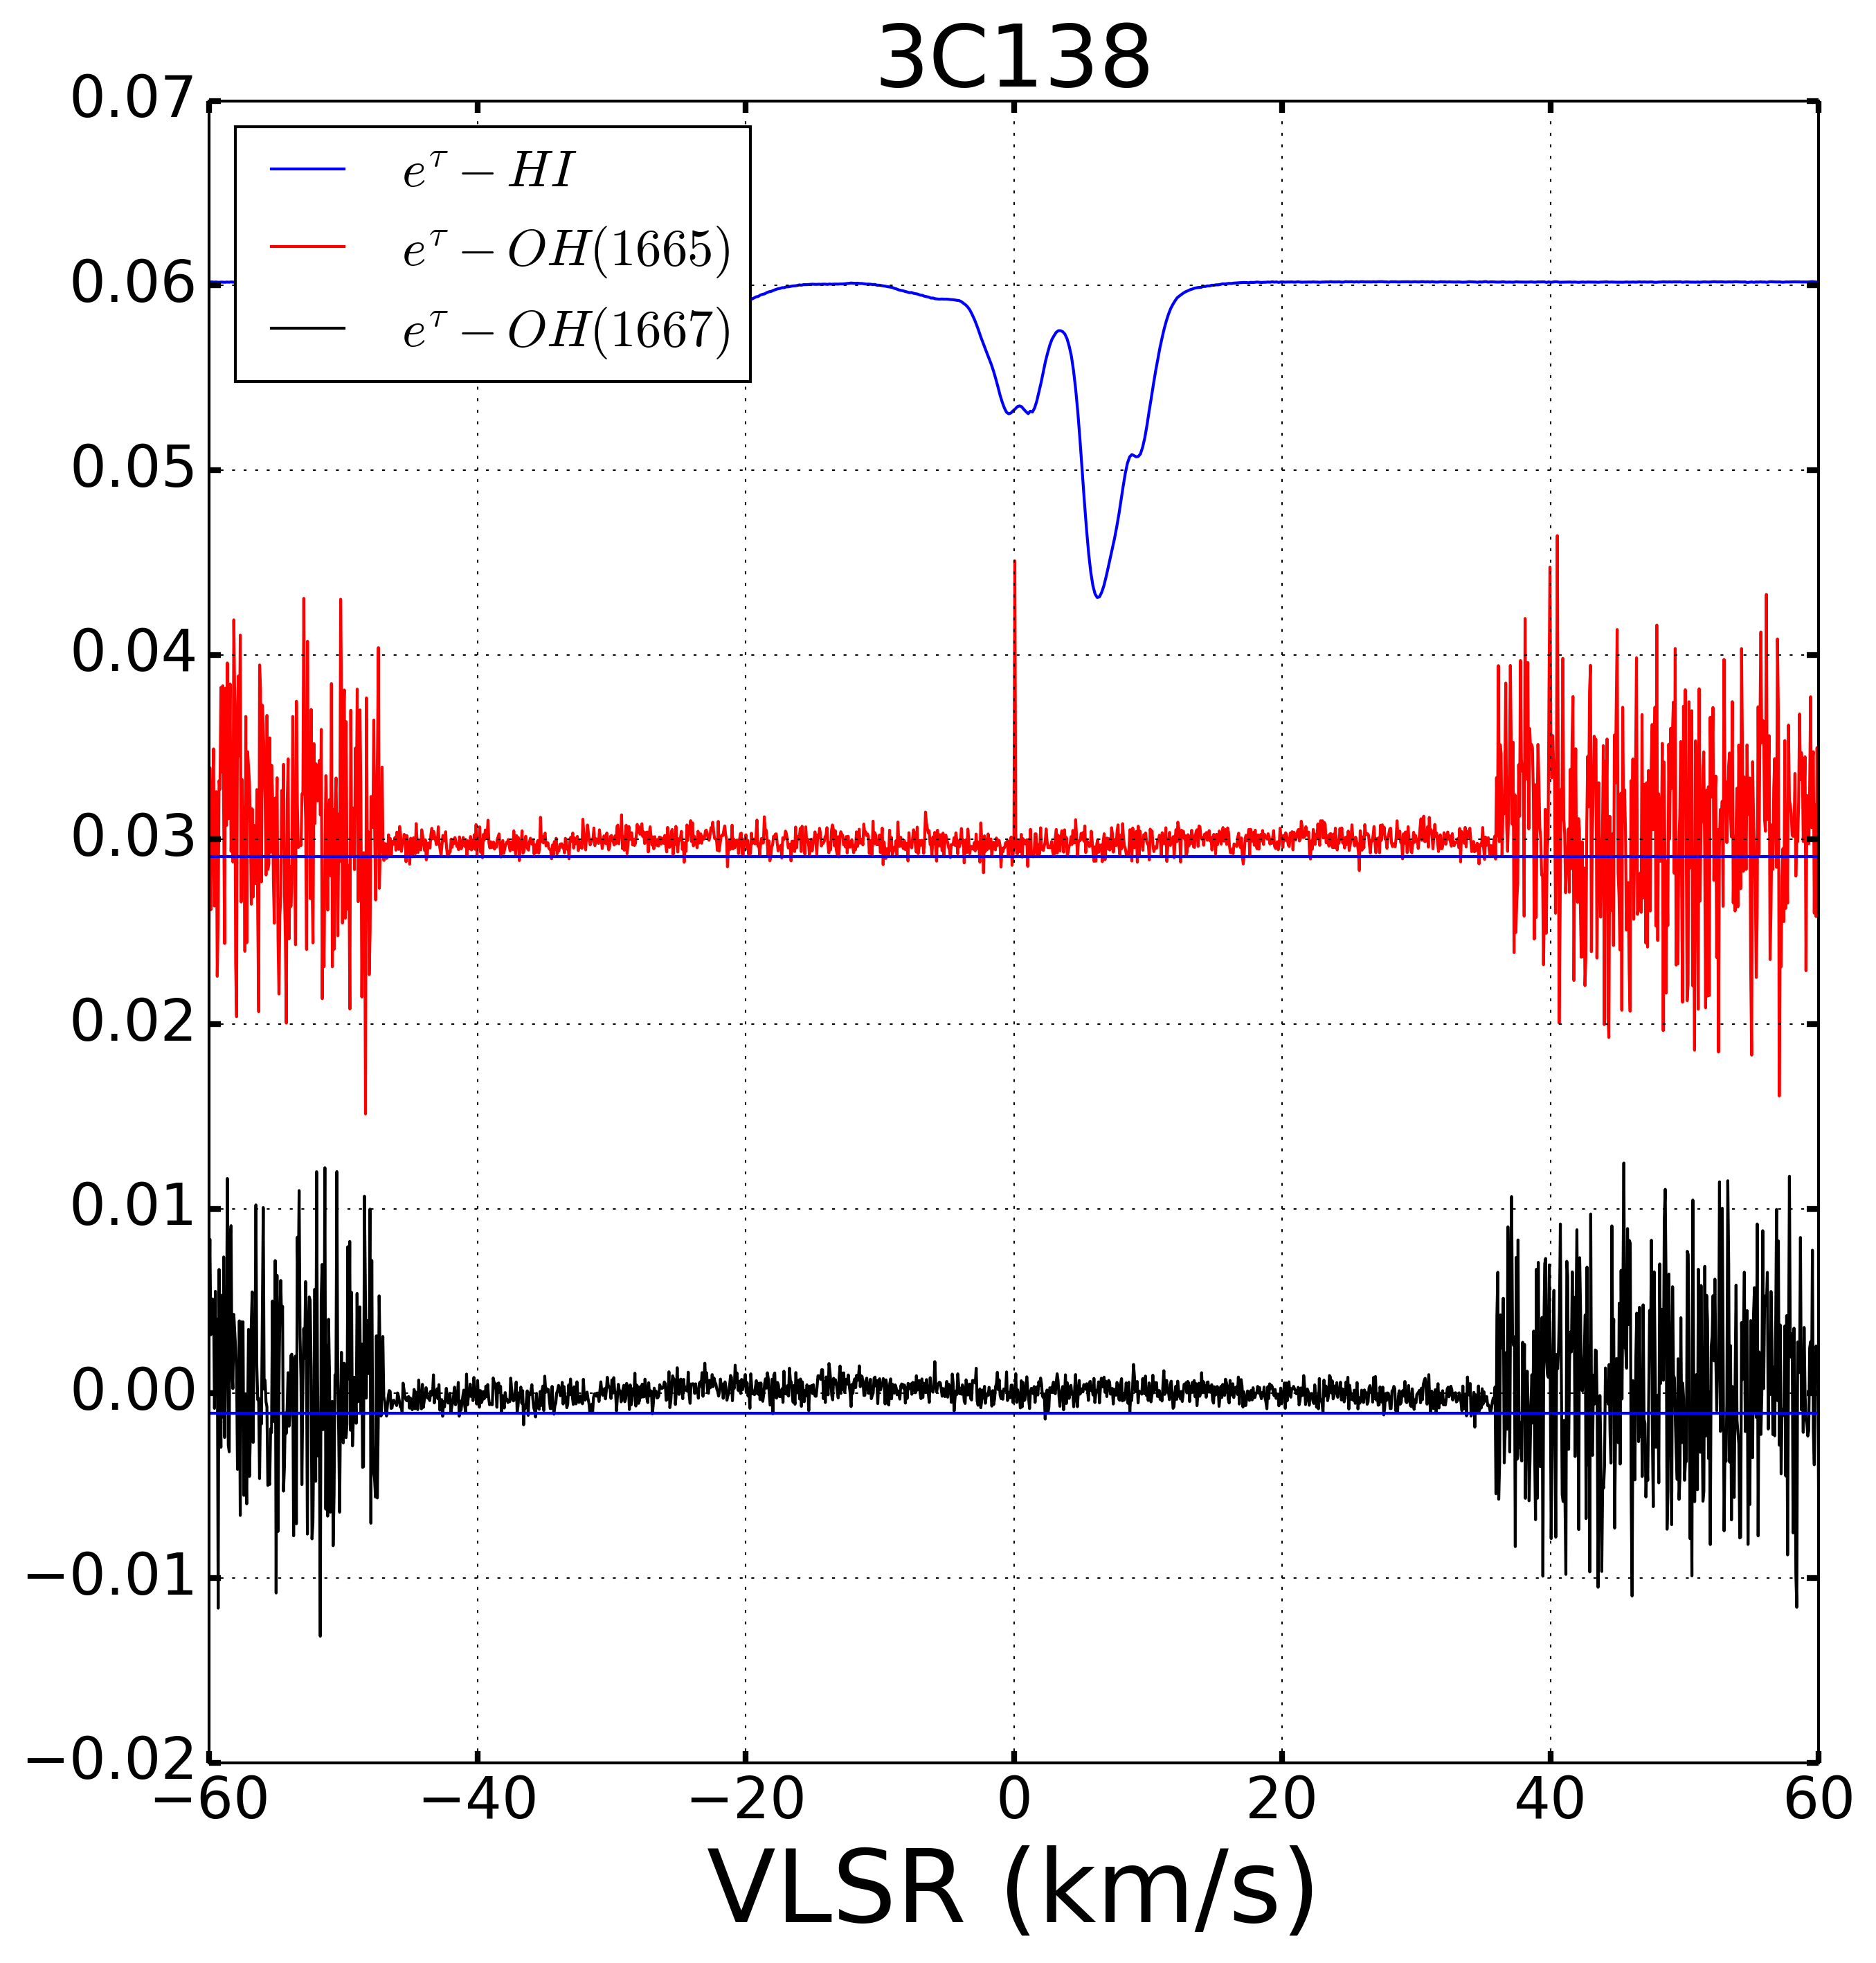 3C138
0.07
e^τ − HI
e^τ − OH(1665)
e^τ − OH(1667)
0.06
0.05
0.04
0.03
0.02
0.01
0.00
−0.01
−0.02
−60 −40 −20 0 20 40 60
VLSR (km/s)